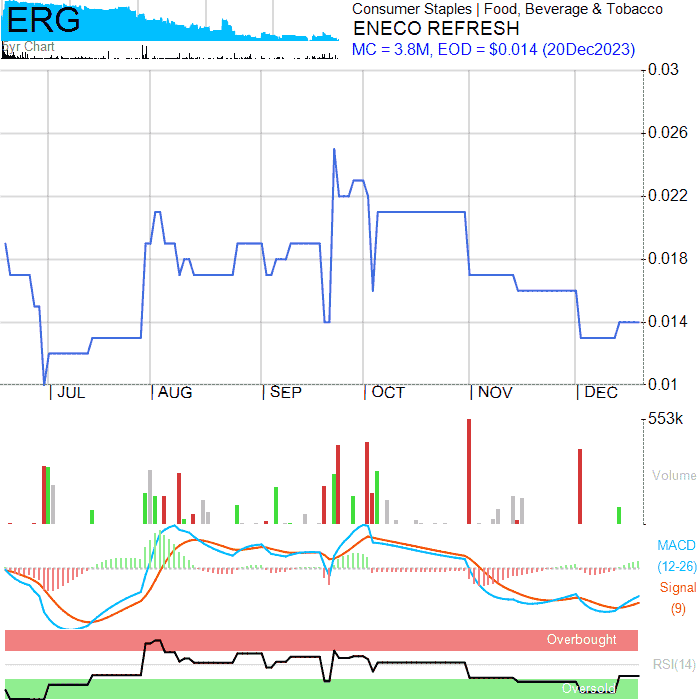 ERG
Consumer Staples | Food, Beverage & Tobacco
ENECO REFRESH
MC = 3.8M, EOD = $0.014 (20Dec2023)
Chart
0.03
0.026
0.022
0.018
0.014
0.01
JUL AUG SEP OCT NOV DEC
553k
Volume
MACD
(12-26)
Signal
(9)
Overbought
RSI(14)
Oversold